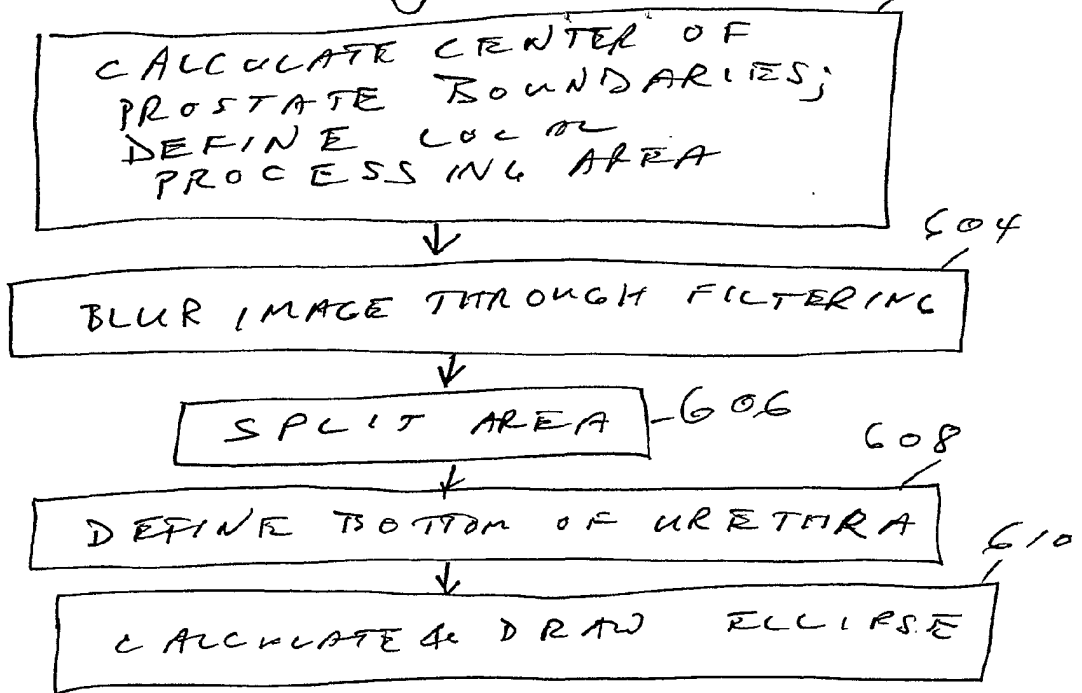 CALCULATE CENTER OF
PROSTATE BOUNDARIES;
DEFINE LOCAL
PROCESSING AREA
604
BLUR IMAGE THROUGH FILTERING
SPLIT AREA 606
608
DEFINE BOTTOM OF URETHRA
610
CALCULATE & DRAW ELLIPSE